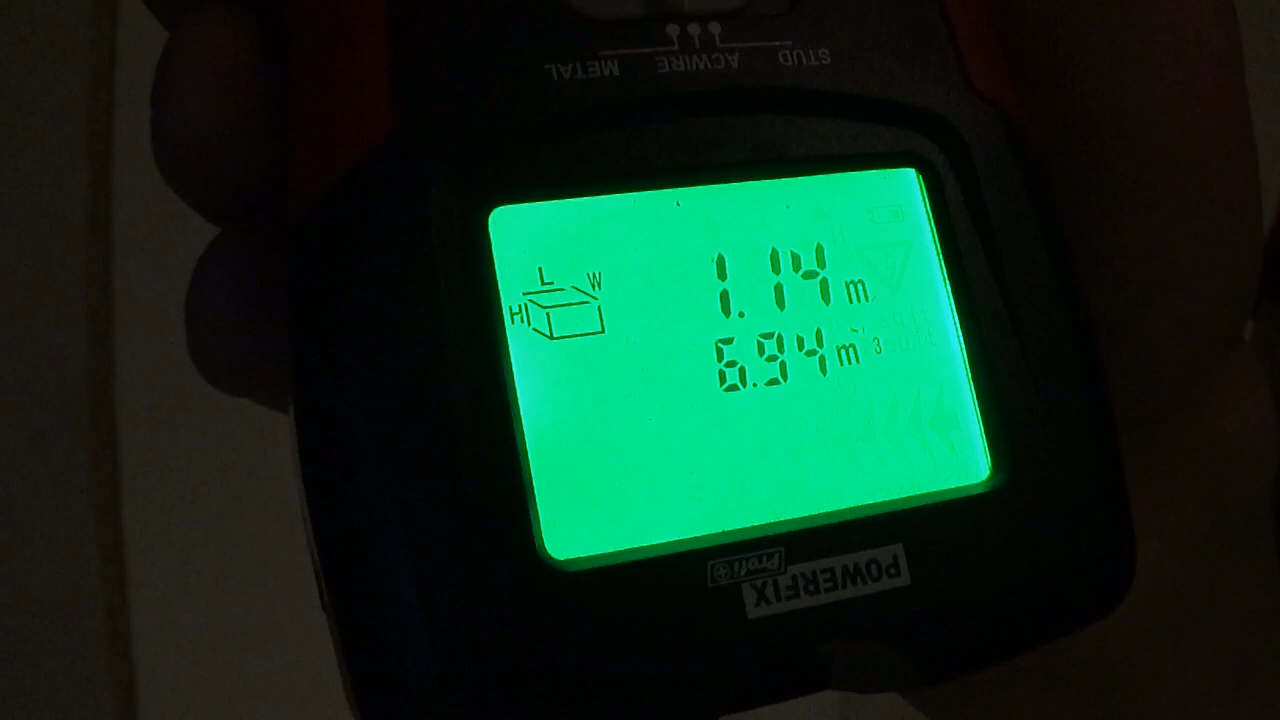 STUD ACWIRE METAL
L
W
H
1.14 m
6.94 m³
POWERFIX
Profi+